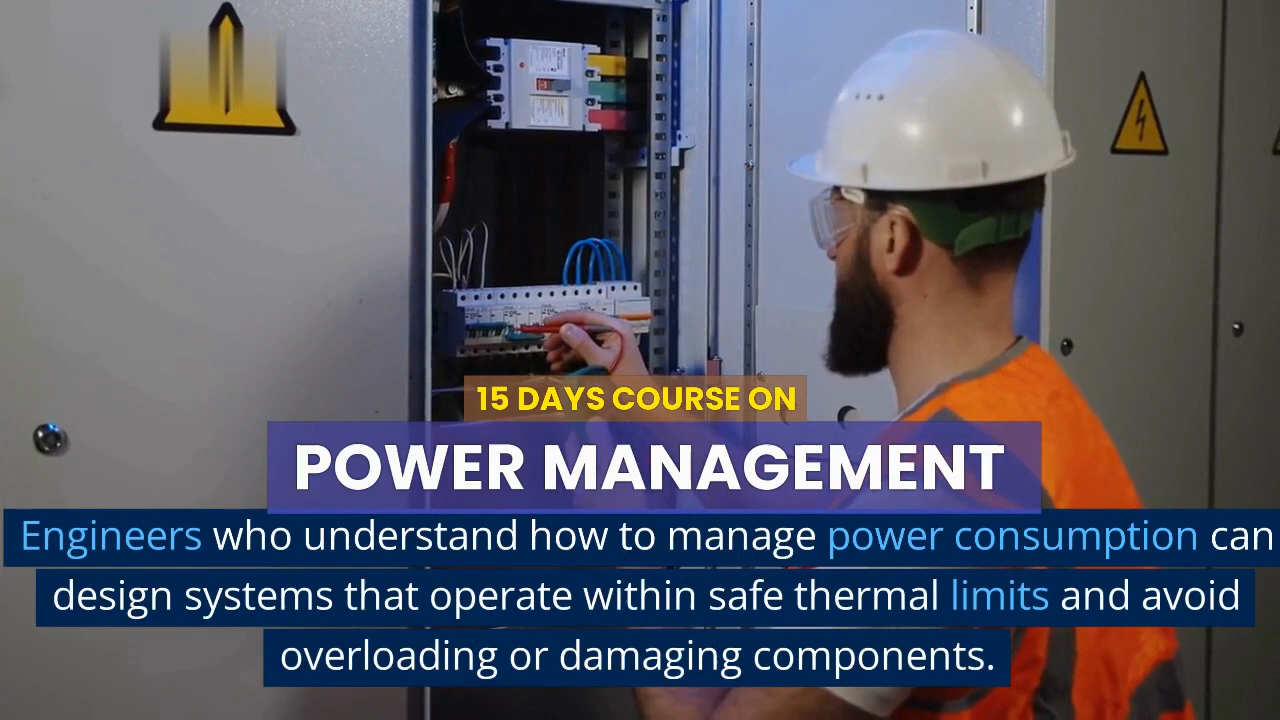 15 DAYS COURSE ON
POWER MANAGEMENT
Engineers who understand how to manage power consumption can
design systems that operate within safe thermal limits and avoid
overloading or damaging components.